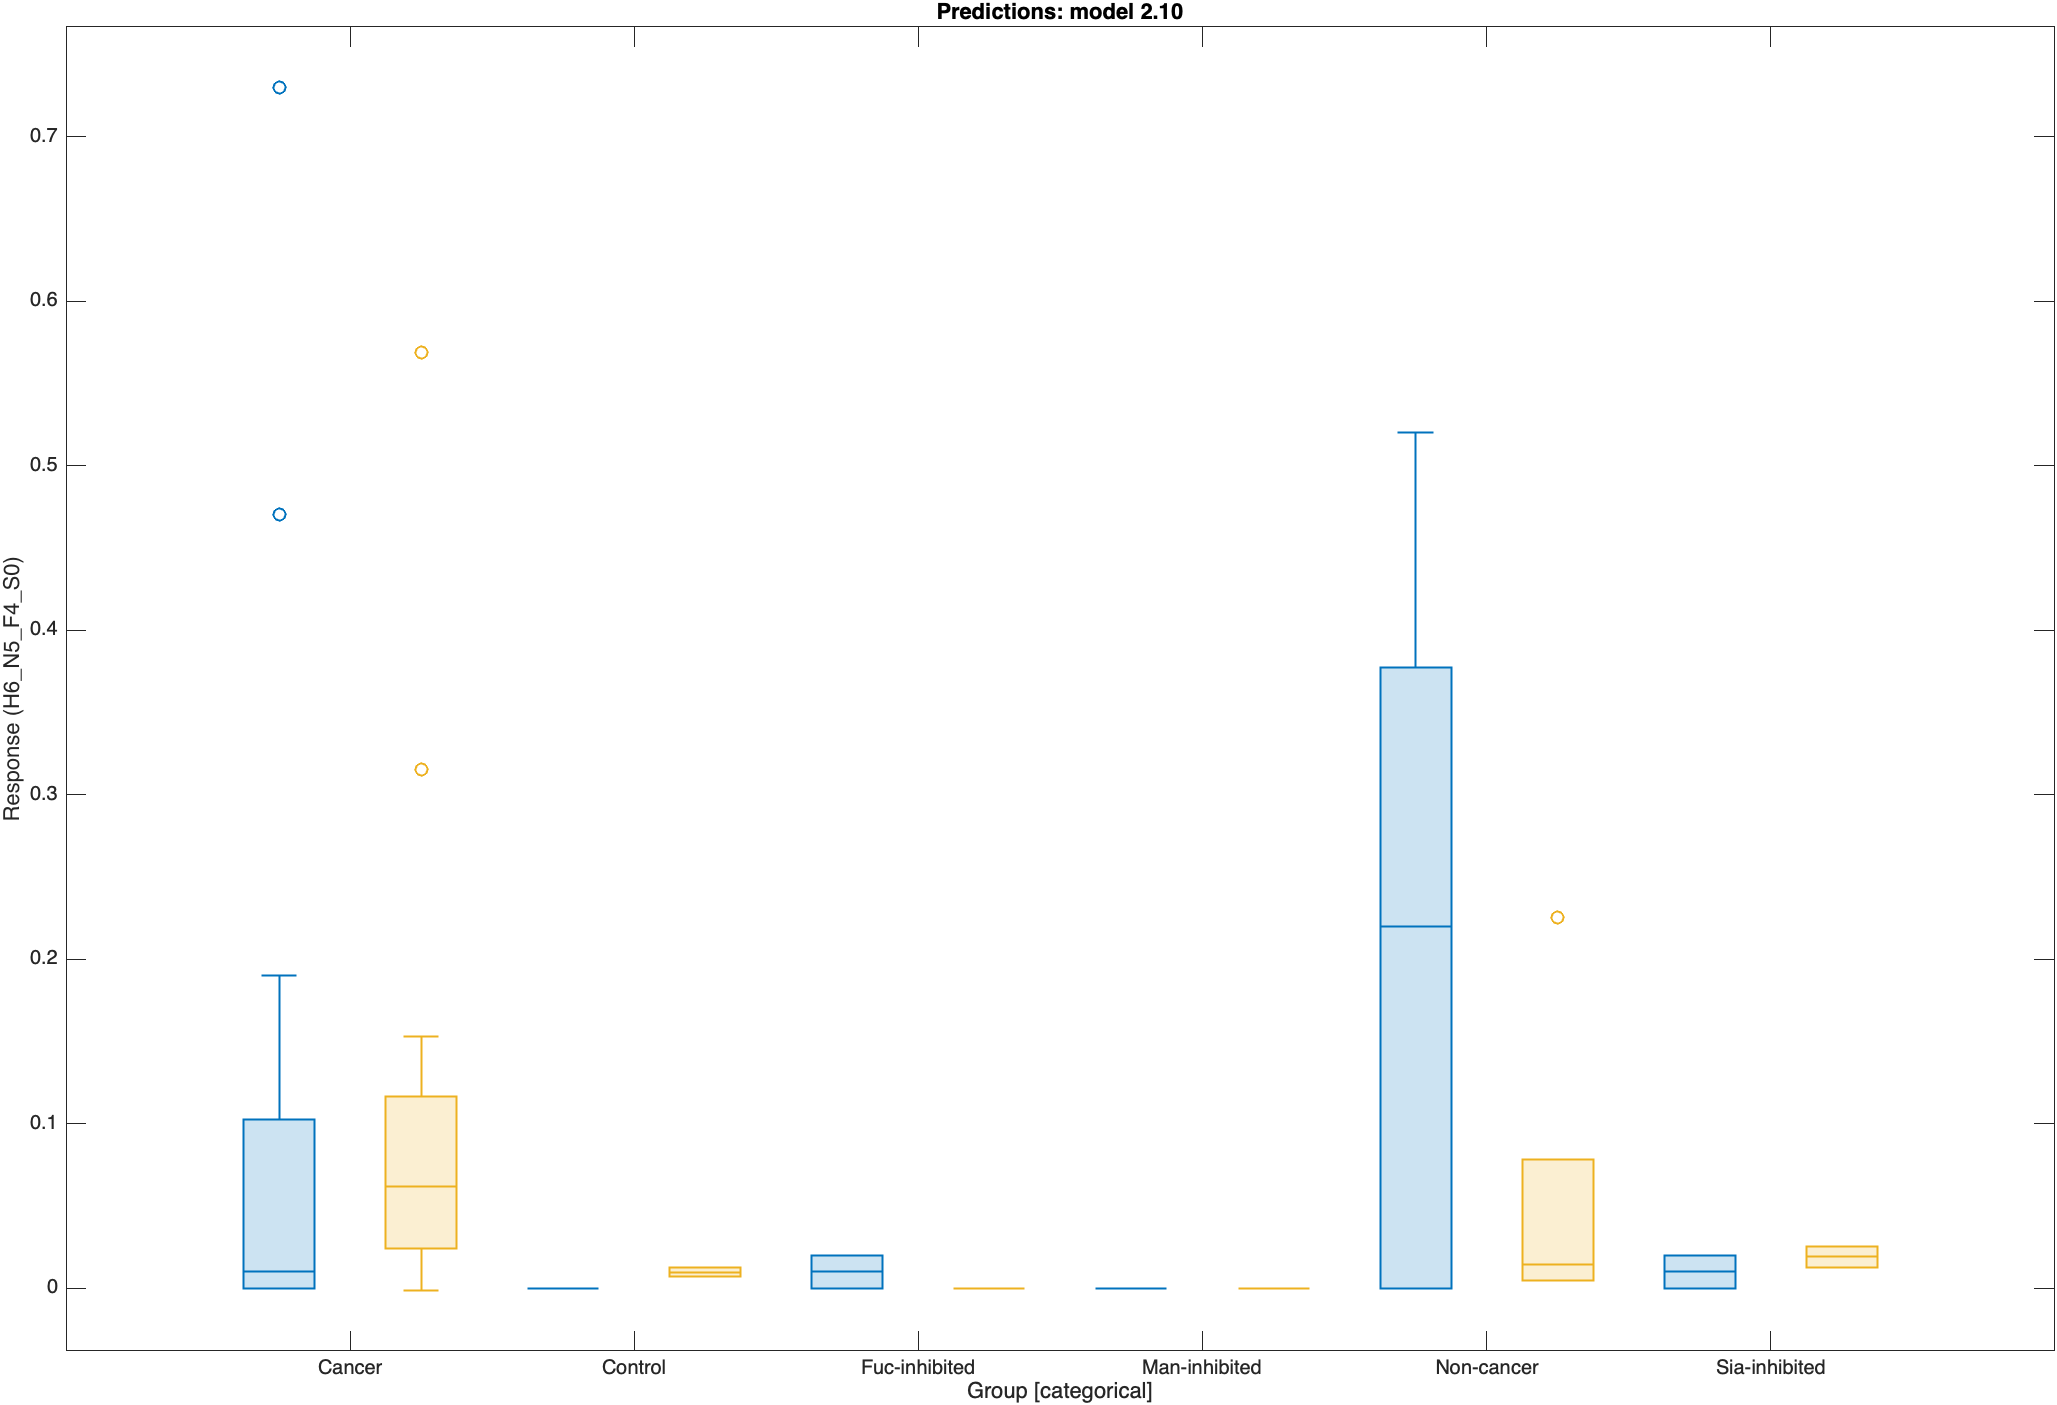 Predictions: model 2.10
0.7
0.6
0.5
0.4
0.3
0.2
0.1
0
Response (H6_N5_F4_S0)
Cancer
Control
Fuc-inhibited
Man-inhibited
Non-cancer
Sia-inhibited
Group [categorical]